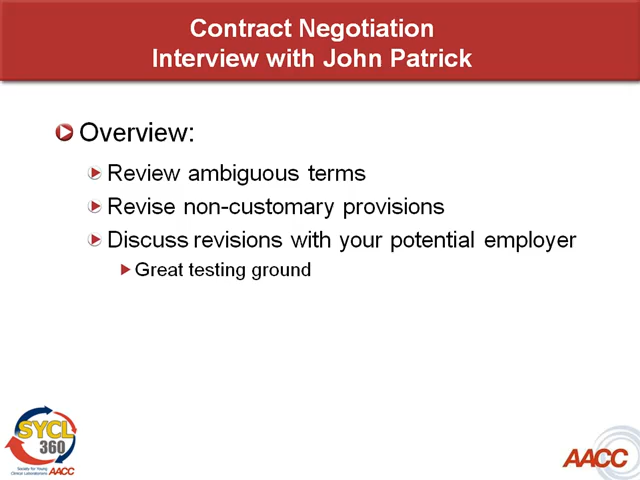 Contract Negotiation
Interview with John Patrick
Overview:
Review ambiguous terms
Revise non-customary provisions
Discuss revisions with your potential employer
Great testing ground
SYCL
360
Society for Young
Clinical Laboratorians AACC
AACC